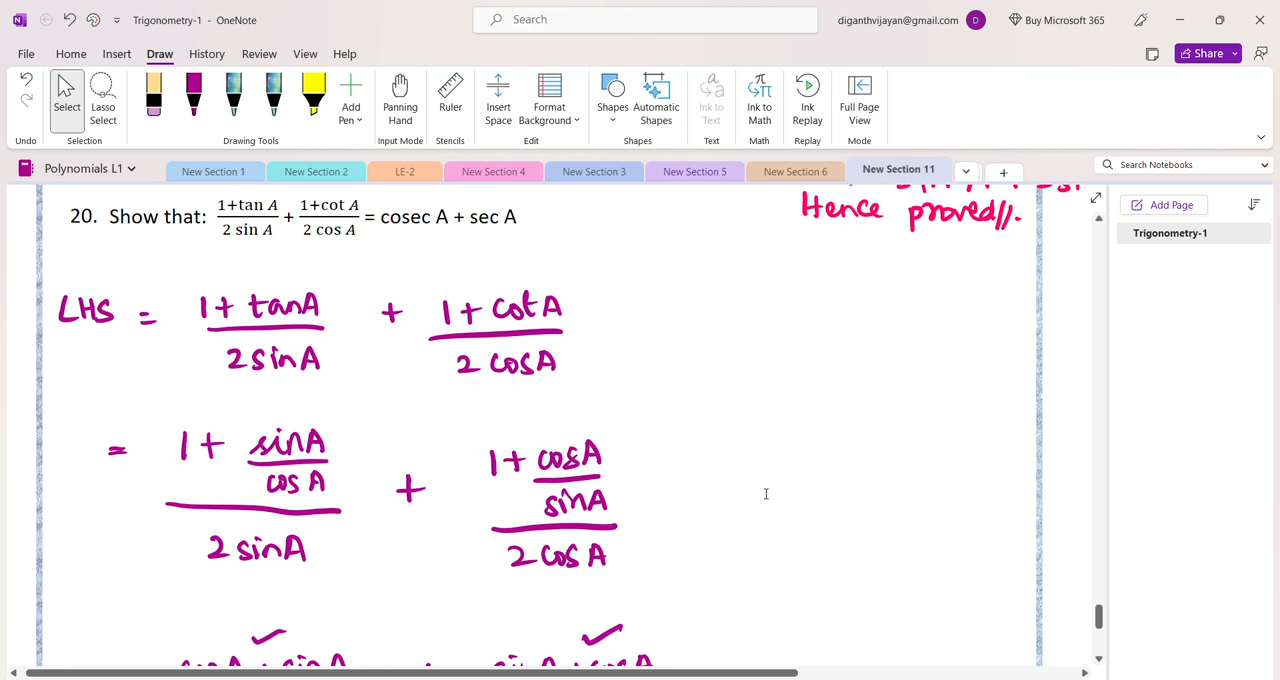 Trigonometry-1 - OneNote
Search
diganthvijayan@gmail.com D Buy Microsoft 365
File Home Insert Draw History Review View Help Share
Undo Select Lasso Select Add Pen Panning Hand Ruler Insert Space Format Background Shapes Automatic Shapes Ink to Text Ink to Math Ink Replay Full Page View
Undo Selection Drawing Tools Input Mode Stencils Edit Shapes Text Math Replay Mode
Polynomials L1 New Section 1 New Section 2 LE-2 New Section 4 New Section 3 New Section 5 New Section 6 New Section 11 Search Notebooks
Add Page
Trigonometry-1
Hence proved//.
20. Show that: 1+tan A / 2 sin A + 1+cot A / 2 cos A = cosec A + sec A
LHS = 1 + tanA / 2 sinA + 1 + cotA / 2 cosA
= 1 + sinA / cosA / 2 sinA + 1 + cosA / sinA / 2 cosA